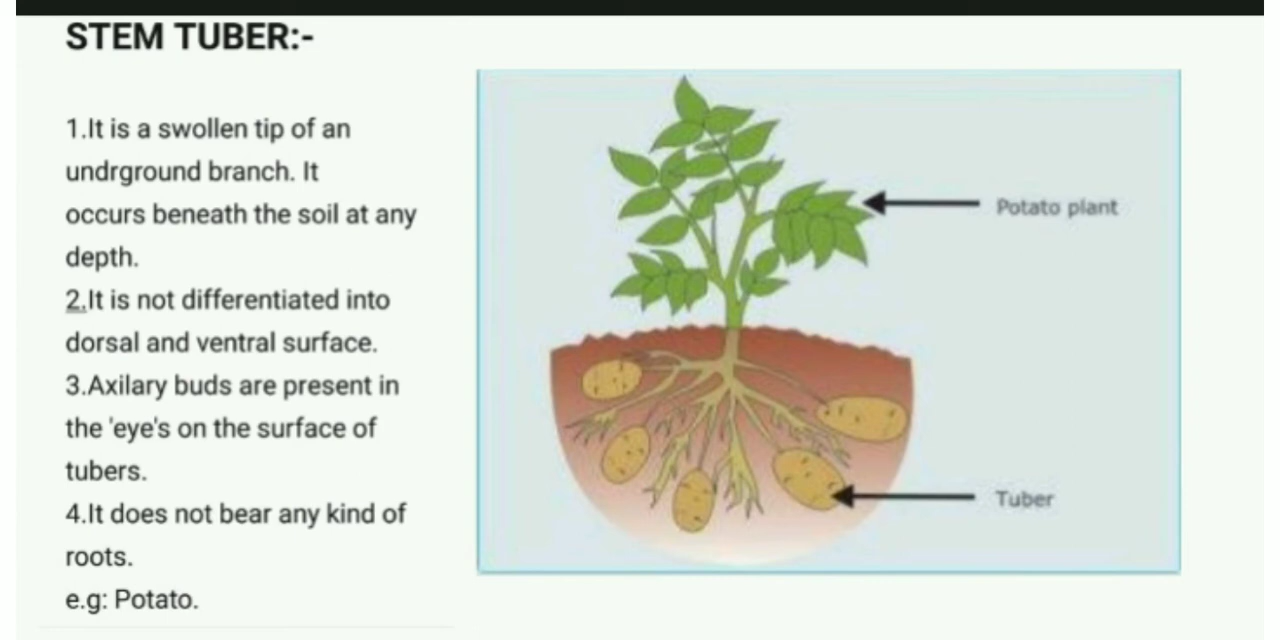 STEM TUBER:-
1.It is a swollen tip of an
undrground branch. It
occurs beneath the soil at any
depth.
2.It is not differentiated into
dorsal and ventral surface.
3.Axilary buds are present in
the 'eye's on the surface of
tubers.
4.It does not bear any kind of
roots.
e.g: Potato.
Potato plant
Tuber